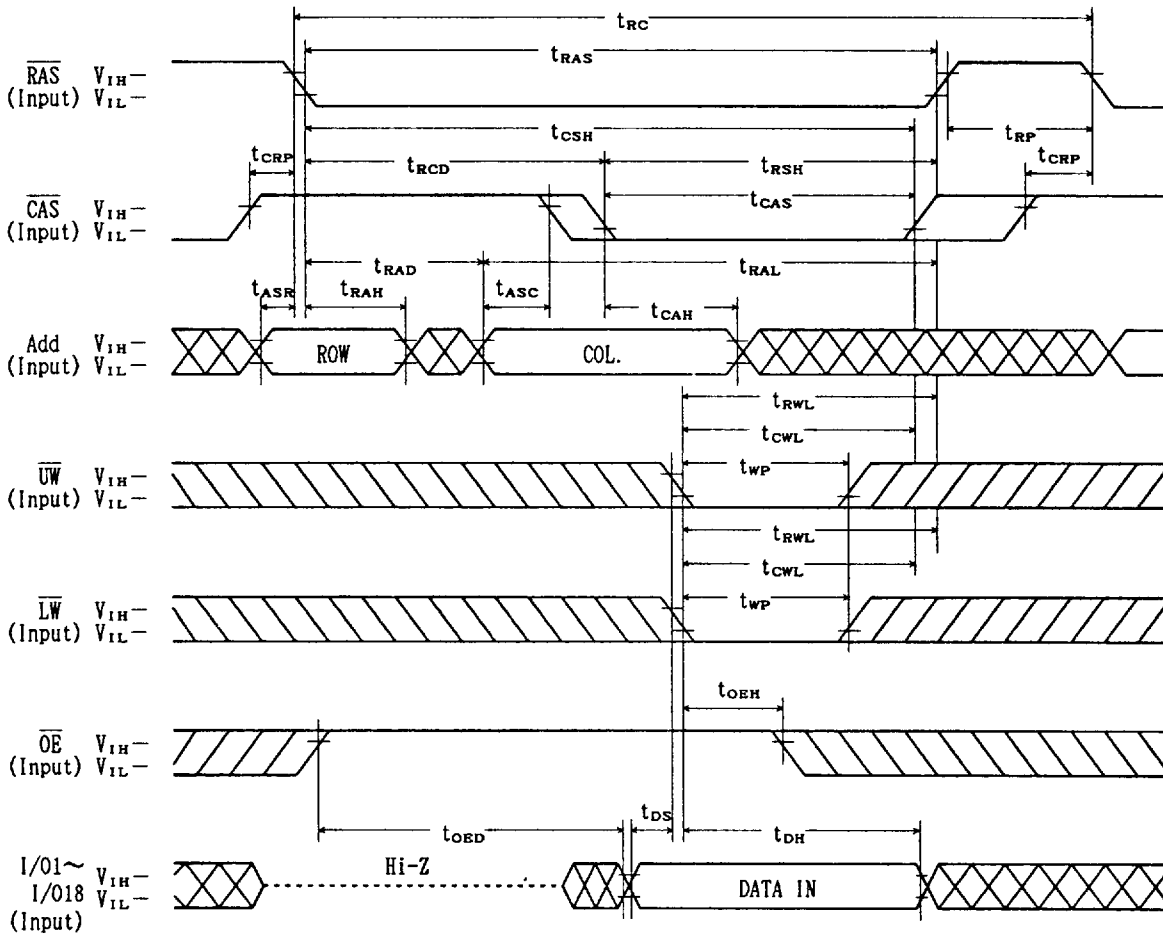 tRC
tRAS
RAS VIH—
(Input) VIL—
tCSH
tRP
tCRP
tRCD
tRSH
tCRP
tCAS
CAS VIH—
(Input) VIL—
tRAD
tRAL
tASR
tRAH
tASC
tCAH
Add VIH—
(Input) VIL—
ROW
COL.
tRWL
tCWL
tWP
UW VIH—
(Input) VIL—
tRWL
tCWL
tWP
LW VIH—
(Input) VIL—
tOEH
OE VIH—
(Input) VIL—
tDS
tOED
tDH
I/O1~
I/O18
(Input)
VIH—
VIL—
Hi-Z
DATA IN